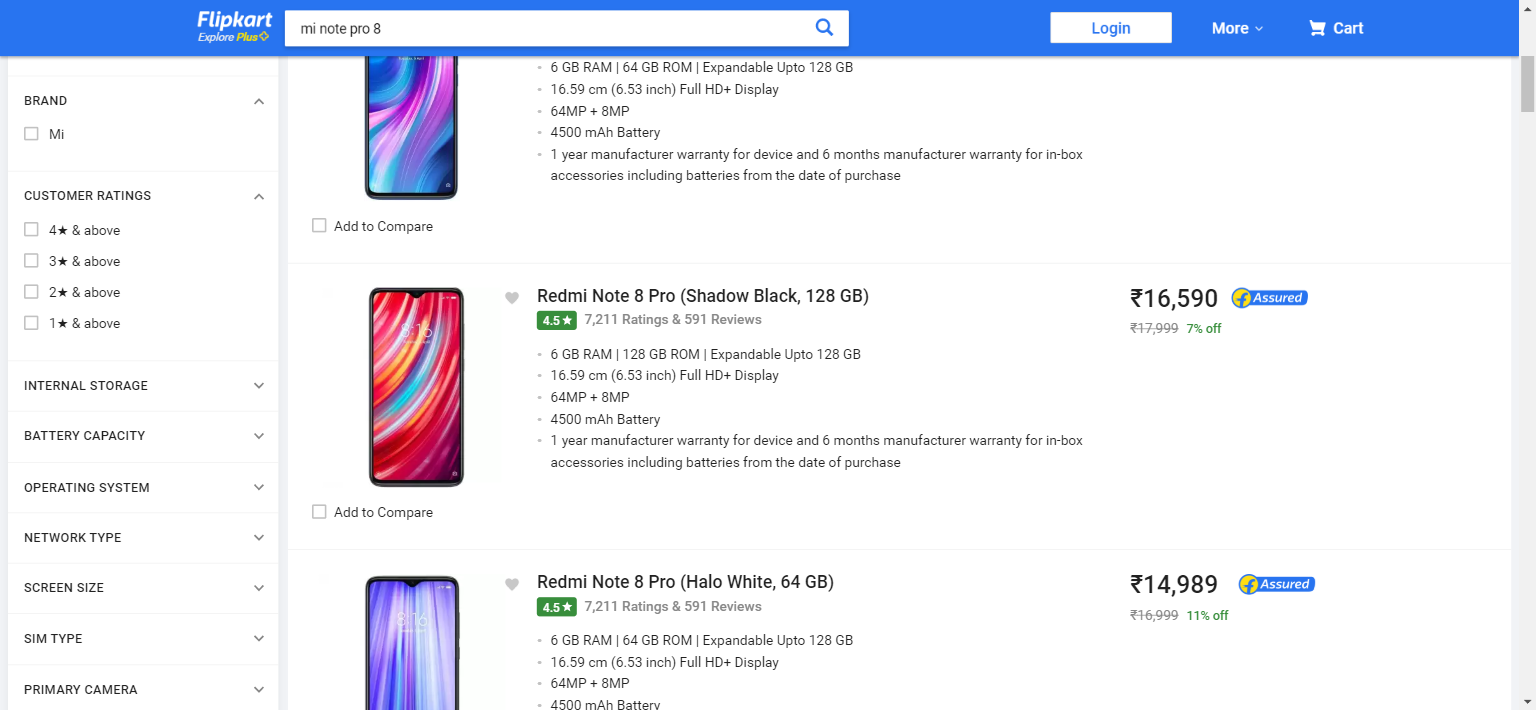 Flipkart
Explore Plus
mi note pro 8
Login
More
Cart
BRAND
Mi
CUSTOMER RATINGS
4★ & above
3★ & above
2★ & above
1★ & above
INTERNAL STORAGE
BATTERY CAPACITY
OPERATING SYSTEM
NETWORK TYPE
SCREEN SIZE
SIM TYPE
PRIMARY CAMERA
6 GB RAM | 64 GB ROM | Expandable Upto 128 GB
16.59 cm (6.53 inch) Full HD+ Display
64MP + 8MP
4500 mAh Battery
1 year manufacturer warranty for device and 6 months manufacturer warranty for in-box
accessories including batteries from the date of purchase
Add to Compare
8:16
Redmi Note 8 Pro (Shadow Black, 128 GB)
4.5★ 7,211 Ratings & 591 Reviews
6 GB RAM | 128 GB ROM | Expandable Upto 128 GB
16.59 cm (6.53 inch) Full HD+ Display
64MP + 8MP
4500 mAh Battery
1 year manufacturer warranty for device and 6 months manufacturer warranty for in-box
accessories including batteries from the date of purchase
₹16,590 Assured
₹17,999 7% off
Add to Compare
8:16
Redmi Note 8 Pro (Halo White, 64 GB)
4.5★ 7,211 Ratings & 591 Reviews
6 GB RAM | 64 GB ROM | Expandable Upto 128 GB
16.59 cm (6.53 inch) Full HD+ Display
64MP + 8MP
4500 mAh Battery
₹14,989 Assured
₹16,999 11% off